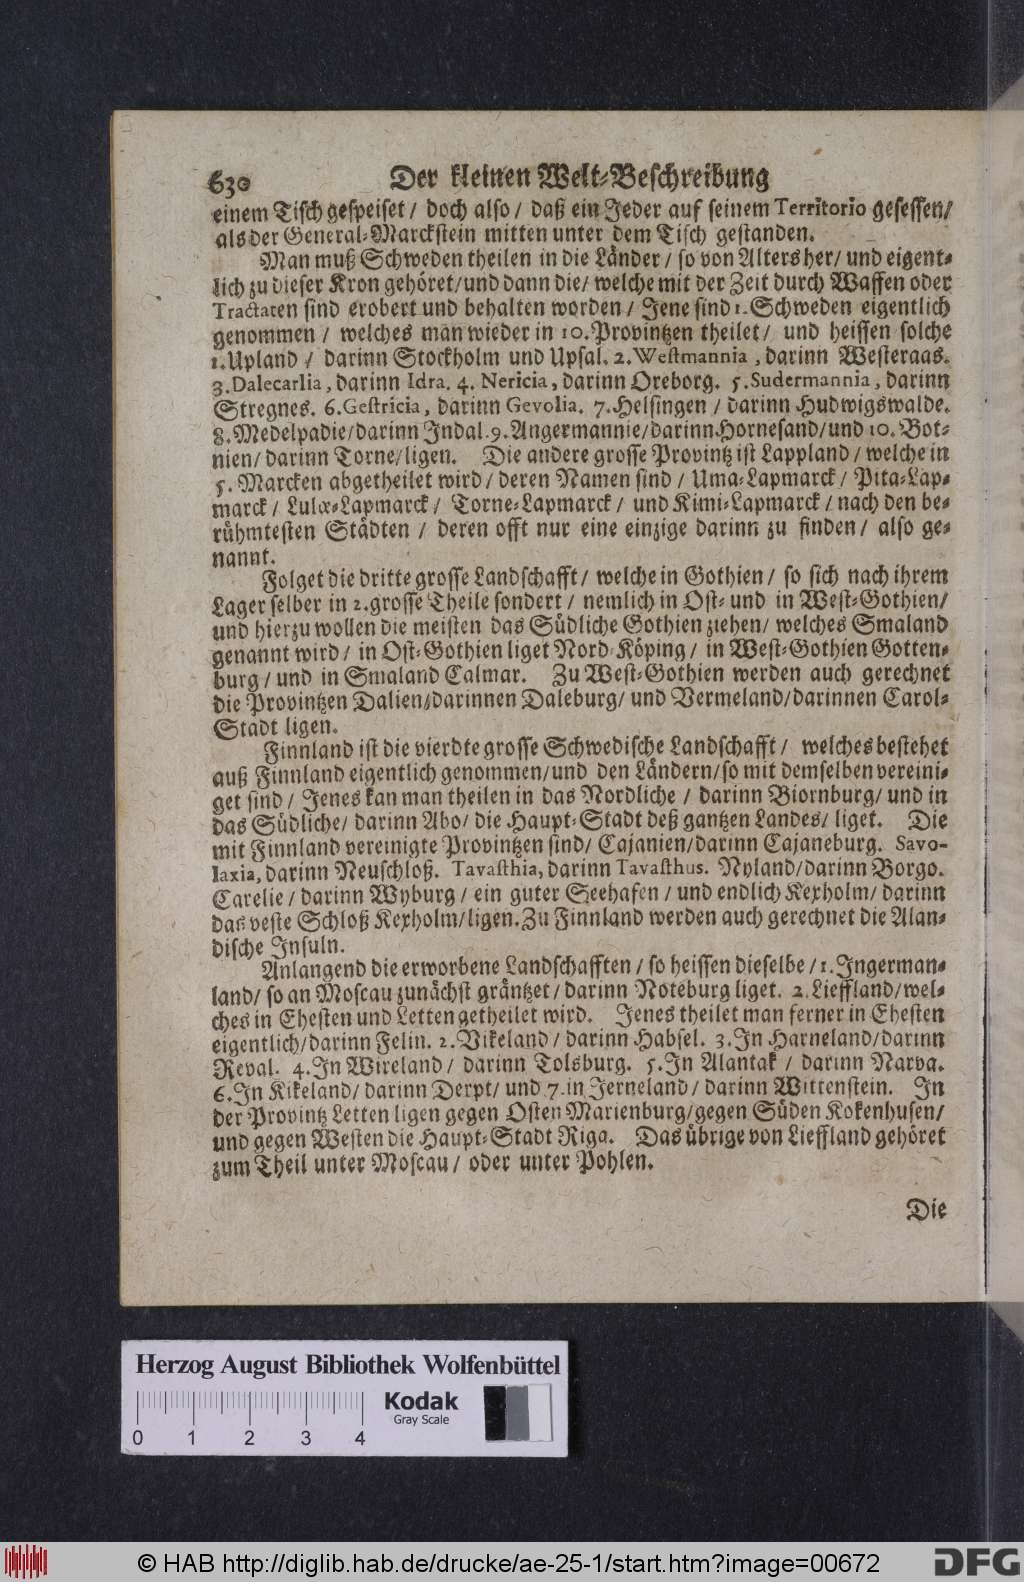 630 Der kleinen Welt-Beschreibung
einem Tisch gespeiset / doch also / daß ein Jeder auf seinem Territorio gesessen /
als der General-Marckstein mitten unter dem Tisch gestanden.
Man muß Schweden theilen in die Länder / so von Alters her / und eigent-
lich zu dieser Kron gehöret / und dann die / welche mit der Zeit durch Waffen oder
Tractaten sind erobert und behalten worden / Jene sind 1. Schweden eigentlich
genommen / welches man wieder in 10. Provintzen theilet / und heissen solche
1. Upland / darinn Stockholm und Upsal. 2. Westmannia, darinn Westeraas.
3. Dalecarlia, darinn Idra. 4. Nericia, darinn Oreborg. 5. Sudermannia, darinn
Stregnes. 6. Gestricia, darinn Gevolia. 7. Helsingen / darinn Hudwigswalde.
8. Medelpadie / darinn Indal. 9. Angermannie / darinn Hornesand / und 10. Bot-
nien / darinn Torne / ligen. Die andere grosse Provintz ist Lappland / welche in
5. Marcken abgetheilet wird / deren Namen sind / Uma-Lapmarck / Pita-Lap-
marck / Lulæ-Lapmarck / Torne-Lapmarck / und Kimi-Lapmarck / nach den be-
rühmtesten Städten / deren offt nur eine einzige darinn zu finden / also ge-
nannt.
Folget die dritte grosse Landschafft / welche in Gothien / so sich nach ihrem
Lager selber in 2. grosse Theile sondert / nemlich in Ost- und in West-Gothien /
und hierzu wollen die meisten das Südliche Gothien ziehen / welches Smaland
genannt wird / in Ost-Gothien liget Nord-Köping / in West-Gothien Gotten-
burg / und in Smaland Calmar. Zu West-Gothien werden auch gerechnet
die Provintzen Dalien / darinnen Daleburg / und Vermeland / darinnen Carol-
Stadt ligen.
Finnland ist die vierdte grosse Schwedische Landschafft / welches bestehet
auß Finnland eigentlich genommen / und den Ländern / so mit demselben vereini-
get sind / Jenes kan man theilen in das Nordliche / darinn Biornburg / und in
das Südliche / darinn Abo / die Haupt-Stadt deß gantzen Landes / liget. Die
mit Finnland vereinigte Provintzen sind / Cajanien / darinn Cajaneburg. Savo-
laxia, darinn Neuschloß. Tavasthia, darinn Tavasthus. Nyland / darinn Borgo.
Carelie / darinn Wyburg / ein guter Seehafen / und endlich Kexholm / darinn
das veste Schloß Kexholm / ligen. Zu Finnland werden auch gerechnet die Alan-
dische Insuln.
Anlangend die erworbene Landschafften / so heissen dieselbe / 1. Ingerman-
land / so an Moscau zunächst gräntzet / darinn Noteburg liget. 2. Lieffland / wel-
ches in Ehesten und Letten getheilet wird. Jenes theilet man ferner in Ehesten
eigentlich / darinn Felin. 2. Vikeland / darinn Habsel. 3. In Harneland / darinn
Reval. 4. In Wireland / darinn Tolsburg. 5. In Alantak / darinn Narva.
6. In Kikeland / darinn Derpt / und 7. in Jerneland / darinn Wittenstein. In
der Provintz Letten ligen gegen Osten Marienburg / gegen Süden Kokenhusen /
und gegen Westen die Haupt-Stadt Riga. Das übrige von Lieffland gehöret
zum Theil unter Moscau / oder unter Pohlen.
Die
Herzog August Bibliothek Wolfenbüttel
Kodak
Gray Scale
0 1 2 3 4
© HAB http://diglib.hab.de/drucke/ae-25-1/start.htm?image=00672
DFG